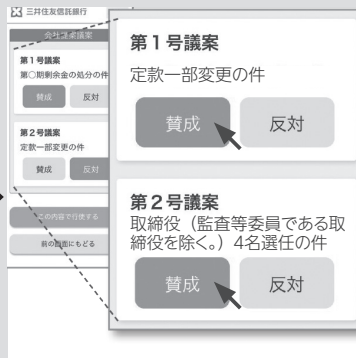 三井住友信託銀行
会社提案議案
第1号議案
第○期剰余金の処分の件
賛成 反対
第2号議案
定款一部変更の件
賛成 反対
この内容で行使する
前の画面にもどる
第1号議案
定款一部変更の件
賛成 反対
第2号議案
取締役（監査等委員である取
締役を除く。）4名選任の件
賛成 反対